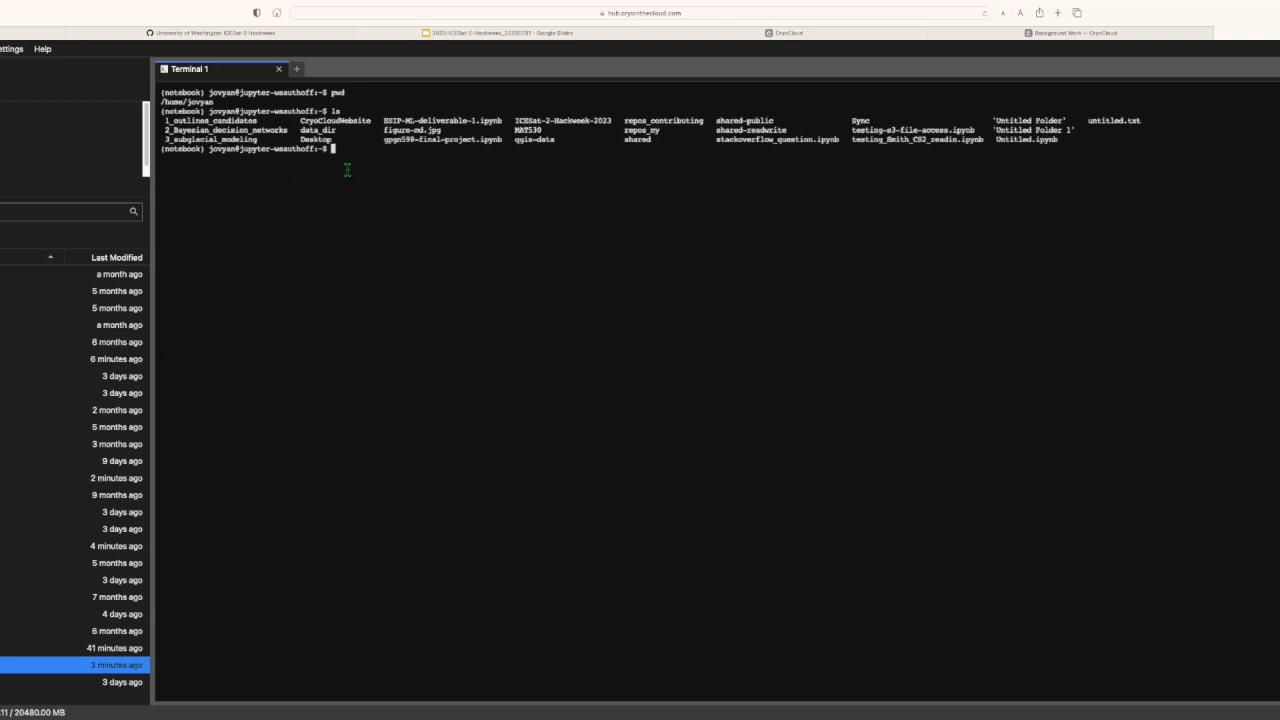 hub.cryointhecloud.com
University of Washington ICESat-2 Hackweek
2023-ICESat-2-Hackweek_20230731 - Google Slides
CryoCloud
Background Work — CryoCloud
ettings Help
Terminal 1
(notebook) jovyan@jupyter-wsauthoff:~$ pwd
/home/jovyan
(notebook) jovyan@jupyter-wsauthoff:~$ ls
1_outlines_candidates CryoCloudWebsite ESIP-ML-deliverable-1.ipynb ICESat-2-Hackweek-2023 repos_contributing shared-public Sync 'Untitled Folder' untitled.txt
2_Bayesian_decision_networks data_dir figure-md.jpg MAT530 repos_my shared-readwrite testing-s3-file-access.ipynb 'Untitled Folder 1'
3_subglacial_modeling Desktop gpgn598-final-project.ipynb qgis-data shared stackoverflow_question.ipynb testing_Smith_CS2_readin.ipynb Untitled.ipynb
(notebook) jovyan@jupyter-wsauthoff:~$
Last Modified
a month ago
5 months ago
5 months ago
a month ago
6 months ago
6 minutes ago
3 days ago
3 days ago
2 months ago
5 months ago
3 months ago
9 days ago
2 minutes ago
9 months ago
3 days ago
3 days ago
4 minutes ago
5 months ago
3 days ago
7 months ago
4 days ago
6 months ago
41 minutes ago
3 minutes ago
3 days ago
11 / 20480.00 MB